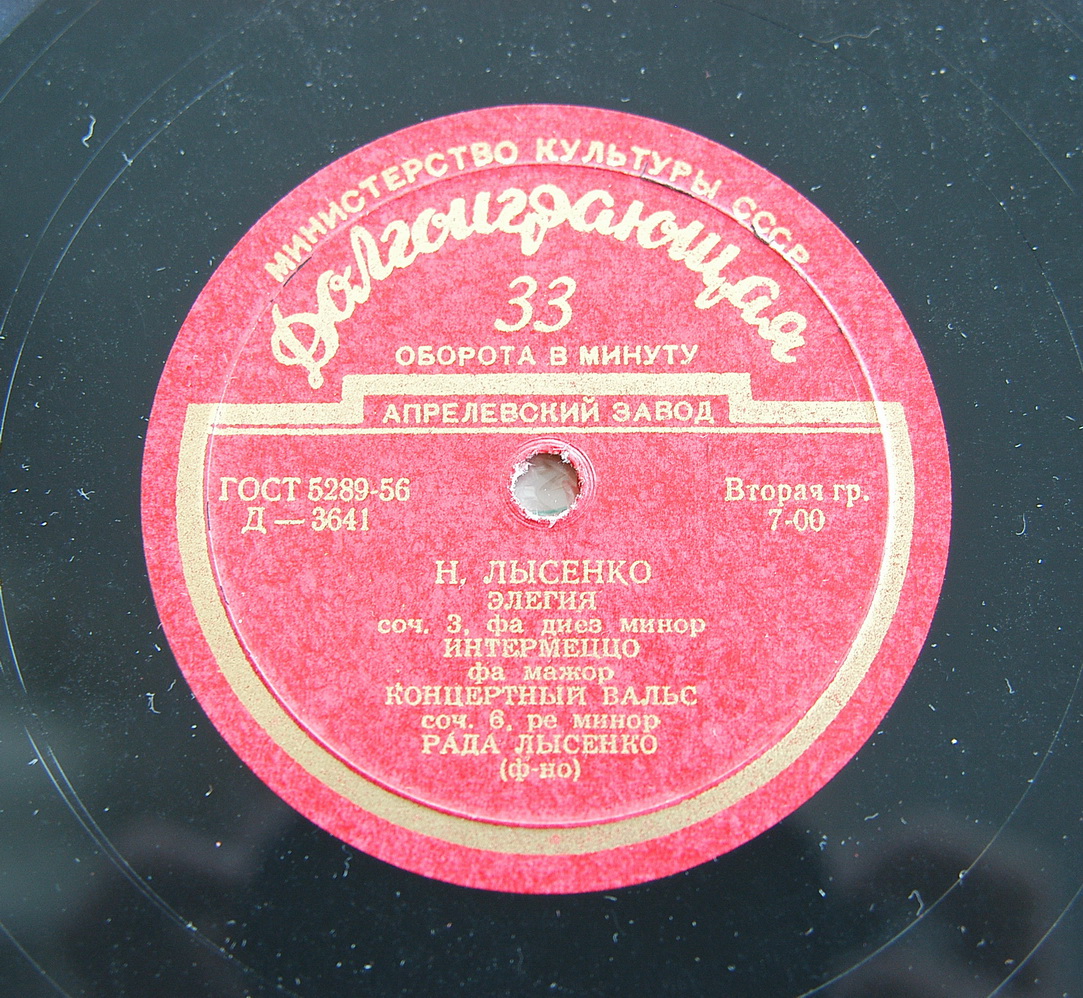 МИНИСТЕРСТВО КУЛЬТУРЫ СССР
Долгоиграющая
33
ОБОРОТА В МИНУТУ
АПРЕЛЕВСКИЙ ЗАВОД
ГОСТ 5289-56
Д — 3641
Вторая гр.
7-00
Н. ЛЫСЕНКО
ЭЛЕГИЯ
соч. 3, фа диез минор
ИНТЕРМЕЦЦО
фа мажор
КОНЦЕРТНЫЙ ВАЛЬС
соч. 6, ре минор
РАДА ЛЫСЕНКО
(ф-но)